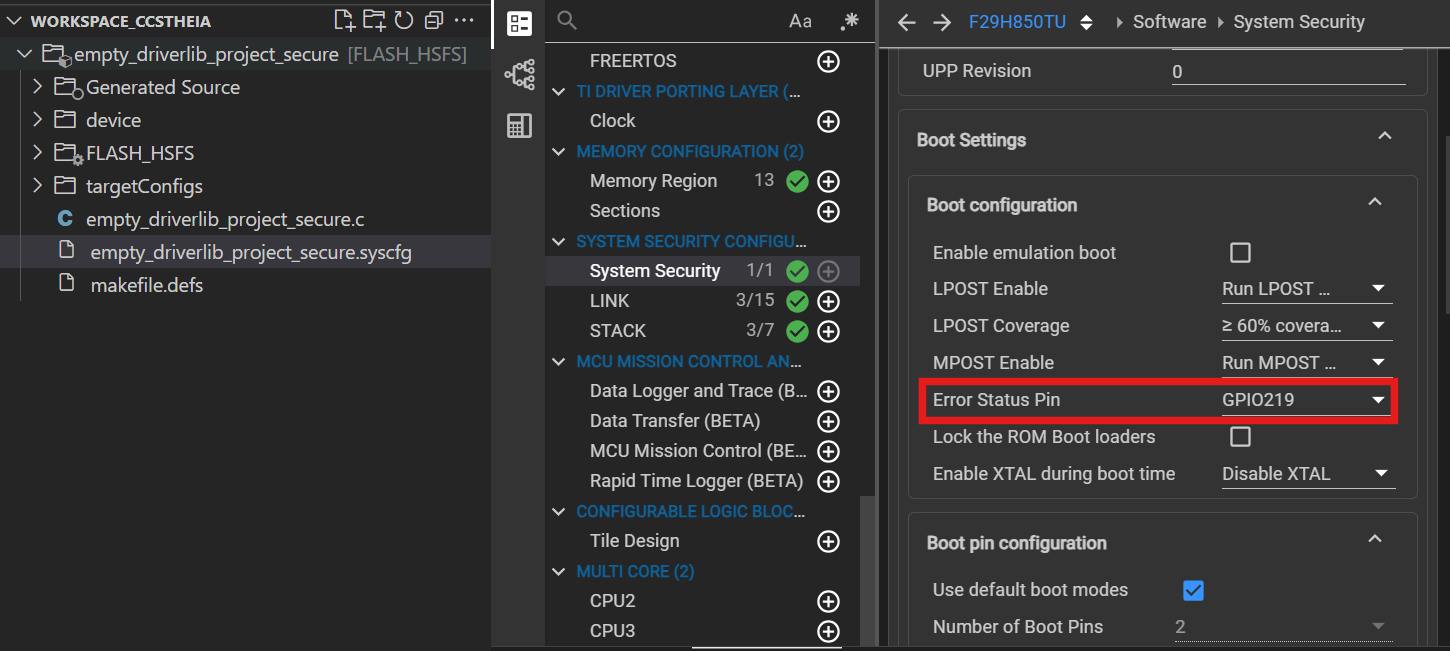 WORKSPACE_CCSTHEIA
empty_driverlib_project_secure [FLASH_HSFS]
Generated Source
device
FLASH_HSFS
targetConfigs
C empty_driverlib_project_secure.c
empty_driverlib_project_secure.syscfg
makefile.defs
Aa .*
FREERTOS
TI DRIVER PORTING LAYER (...
Clock
MEMORY CONFIGURATION (2)
Memory Region 13
Sections
SYSTEM SECURITY CONFIGU...
System Security 1/1
LINK 3/15
STACK 3/7
MCU MISSION CONTROL AN...
Data Logger and Trace (B...
Data Transfer (BETA)
MCU Mission Control (BE...
Rapid Time Logger (BETA)
CONFIGURABLE LOGIC BLOC...
Tile Design
MULTI CORE (2)
CPU2
CPU3
F29H850TU Software System Security
UPP Revision 0
Boot Settings
Boot configuration
Enable emulation boot
LPOST Enable Run LPOST ...
LPOST Coverage ≥ 60% covera...
MPOST Enable Run MPOST ...
Error Status Pin GPIO219
Lock the ROM Boot loaders
Enable XTAL during boot time Disable XTAL
Boot pin configuration
Use default boot modes
Number of Boot Pins 2